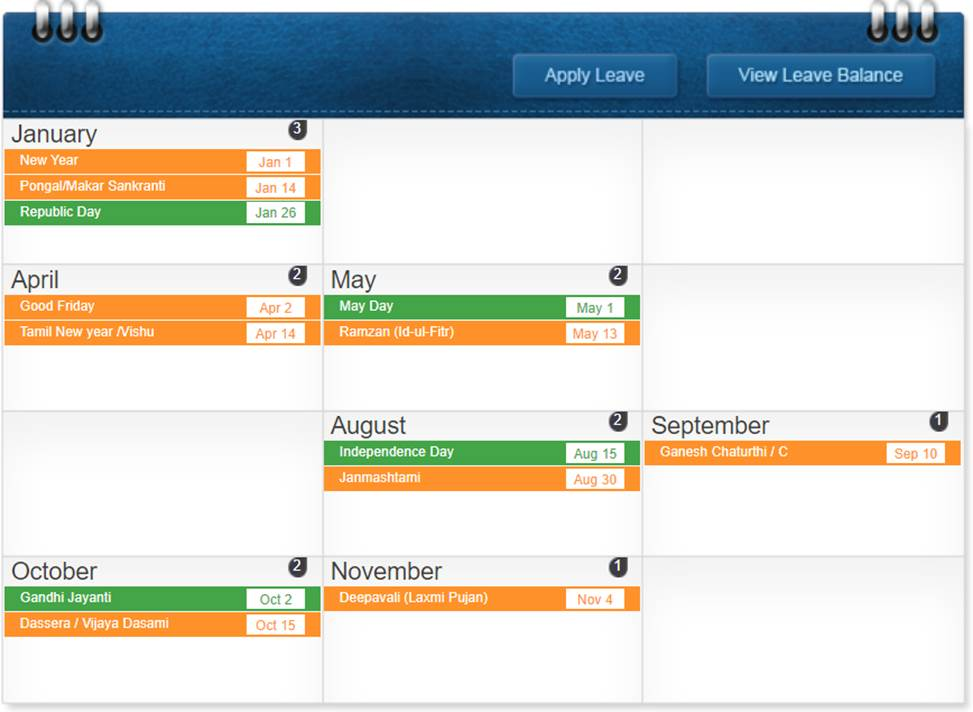 Apply Leave
View Leave Balance
January 3
New Year Jan 1
Pongal/Makar Sankranti Jan 14
Republic Day Jan 26
April 2
Good Friday Apr 2
Tamil New year /Vishu Apr 14
May 2
May Day May 1
Ramzan (Id-ul-Fitr) May 13
August 2
Independence Day Aug 15
Janmashtami Aug 30
September 1
Ganesh Chaturthi / C Sep 10
October 2
Gandhi Jayanti Oct 2
Dassera / Vijaya Dasami Oct 15
November 1
Deepavali (Laxmi Pujan) Nov 4